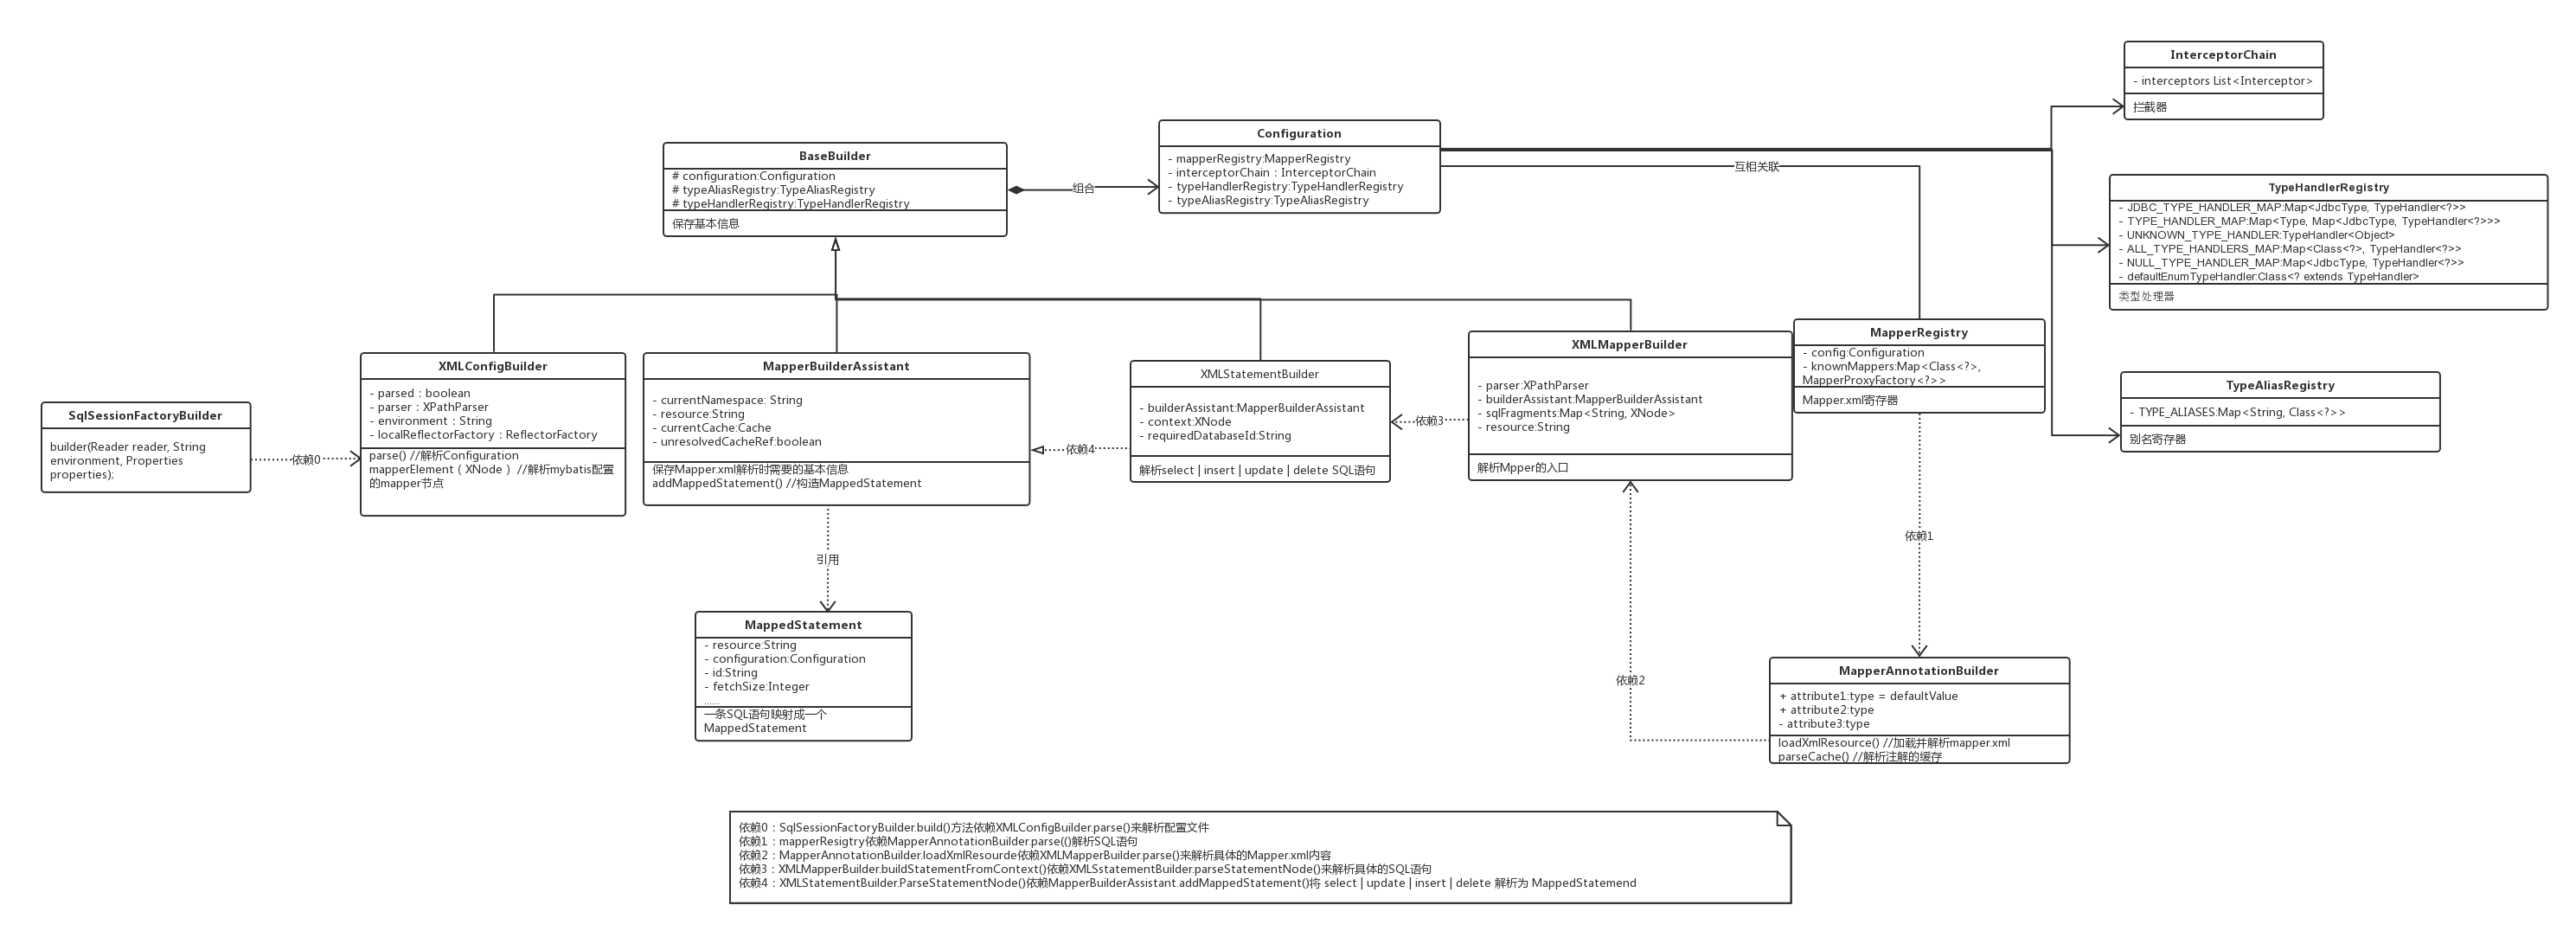 InterceptorChain
- interceptors List<Interceptor>
拦截器
Configuration
- mapperRegistry:MapperRegistry
- interceptorChain：InterceptorChain
- typeHandlerRegistry:TypeHandlerRegistry
- typeAliasRegistry:TypeAliasRegistry
BaseBuilder
# configuration:Configuration
# typeAliasRegistry:TypeAliasRegistry
# typeHandlerRegistry:TypeHandlerRegistry
保存基本信息
组合
互相关联
TypeHandlerRegistry
- JDBC_TYPE_HANDLER_MAP:Map<JdbcType, TypeHandler<?>>
- TYPE_HANDLER_MAP:Map<Type, Map<JdbcType, TypeHandler<?>>>
- UNKNOWN_TYPE_HANDLER:TypeHandler<Object>
- ALL_TYPE_HANDLERS_MAP:Map<Class<?>, TypeHandler<?>>
- NULL_TYPE_HANDLER_MAP:Map<JdbcType, TypeHandler<?>>
- defaultEnumTypeHandler:Class<? extends TypeHandler>
类型处理器
SqlSessionFactoryBuilder
builder(Reader reader, String
environment, Properties
properties);
依赖0
XMLConfigBuilder
- parsed：boolean
- parser：XPathParser
- environment：String
- localReflectorFactory：ReflectorFactory
parse() //解析Configuration
mapperElement（XNode） //解析mybatis配置
的mapper节点
MapperBuilderAssistant
- currentNamespace: String
- resource:String
- currentCache:Cache
- unresolvedCacheRef:boolean
保存Mapper.xml解析时需要的基本信息
addMappedStatement() //构造MappedStatement
依赖4
XMLStatementBuilder
- builderAssistant:MapperBuilderAssistant
- context:XNode
- requiredDatabaseId:String
解析select | insert | update | delete SQL语句
依赖3
XMLMapperBuilder
- parser:XPathParser
- builderAssistant:MapperBuilderAssistant
- sqlFragments:Map<String, XNode>
- resource:String
解析Mpper的入口
MapperRegistry
- config:Configuration
- knownMappers:Map<Class<?>,
MapperProxyFactory<?>>
Mapper.xml寄存器
TypeAliasRegistry
- TYPE_ALIASES:Map<String, Class<?>>
别名寄存器
引用
依赖1
MappedStatement
- resource:String
- configuration:Configuration
- id:String
- fetchSize:Integer
......
一条SQL语句映射成一个
MappedStatement
依赖2
MapperAnnotationBuilder
+ attribute1:type = defaultValue
+ attribute2:type
- attribute3:type
loadXmlResource() //加载并解析mapper.xml
parseCache() //解析注解的缓存
依赖0：SqlSessionFactoryBuilder.build()方法依赖XMLConfigBuilder.parse()来解析配置文件
依赖1：mapperResigtry依赖MapperAnnotationBuilder.parse(()解析SQL语句
依赖2：MapperAnnotationBuilder.loadXmlResourde依赖XMLMapperBuilder.parse()来解析具体的Mapper.xml内容
依赖3：XMLMapperBuilder.buildStatementFromContext()依赖XMLSstatementBuilder.parseStatementNode()来解析具体的SQL语句
依赖4：XMLStatementBuilder.ParseStatementNode()依赖MapperBuilderAssistant.addMappedStatement()将 select | update | insert | delete 解析为 MappedStatemend